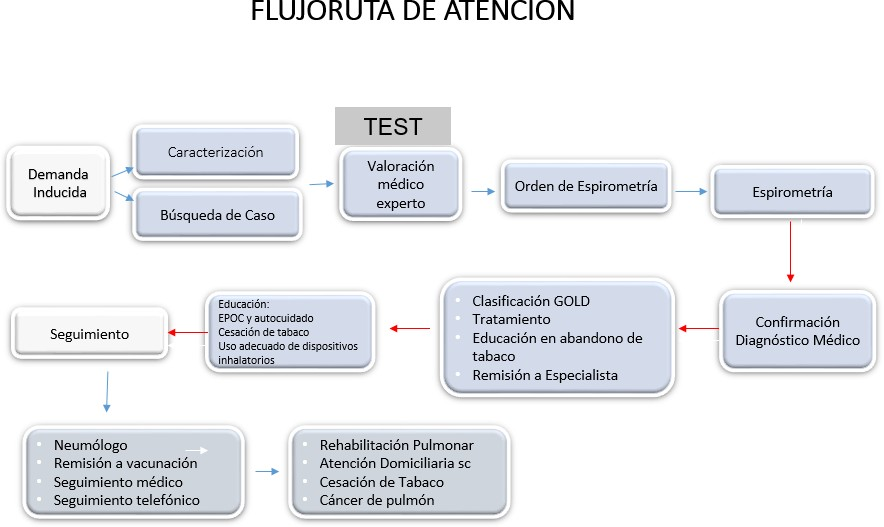 FLUJORUTA DE ATENCION
TEST
Demanda
Inducida
Caracterización
Búsqueda de Caso
Valoración
médico
experto
Orden de Espirometría
Espirometría
Confirmación
Diagnóstico Médico
Clasificación GOLD
Tratamiento
Educación en abandono de
tabaco
Remisión a Especialista
Educación:
EPOC y autocuidado
Cesación de tabaco
Uso adecuado de dispositivos
inhalatorios
Seguimiento
Neumólogo
Remisión a vacunación
Seguimiento médico
Seguimiento telefónico
Rehabilitación Pulmonar
Atención Domiciliaria sc
Cesación de Tabaco
Cáncer de pulmón